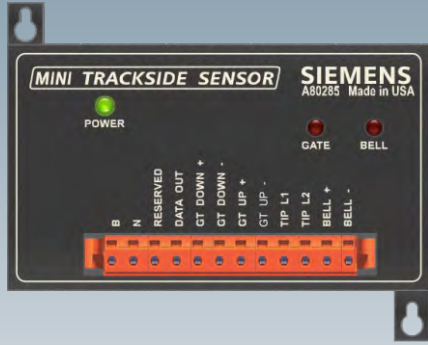 MINI TRACKSIDE SENSOR
SIEMENS
A80285 Made in USA
POWER
GATE
BELL
B
N
RESERVED
DATA OUT
GT DOWN +
GT DOWN -
GT UP +
GT UP -
TIP L1
TIP L2
BELL +
BELL -